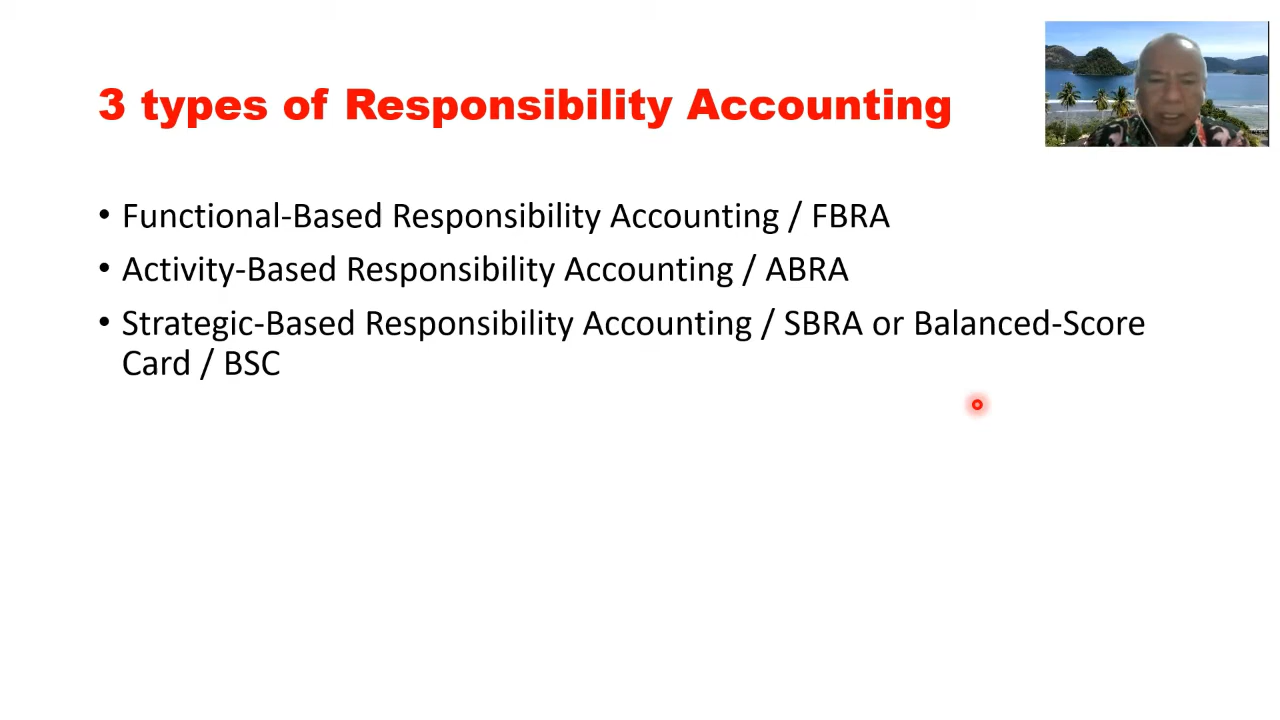 3 types of Responsibility Accounting
• Functional-Based Responsibility Accounting / FBRA
• Activity-Based Responsibility Accounting / ABRA
• Strategic-Based Responsibility Accounting / SBRA or Balanced-Score
Card / BSC